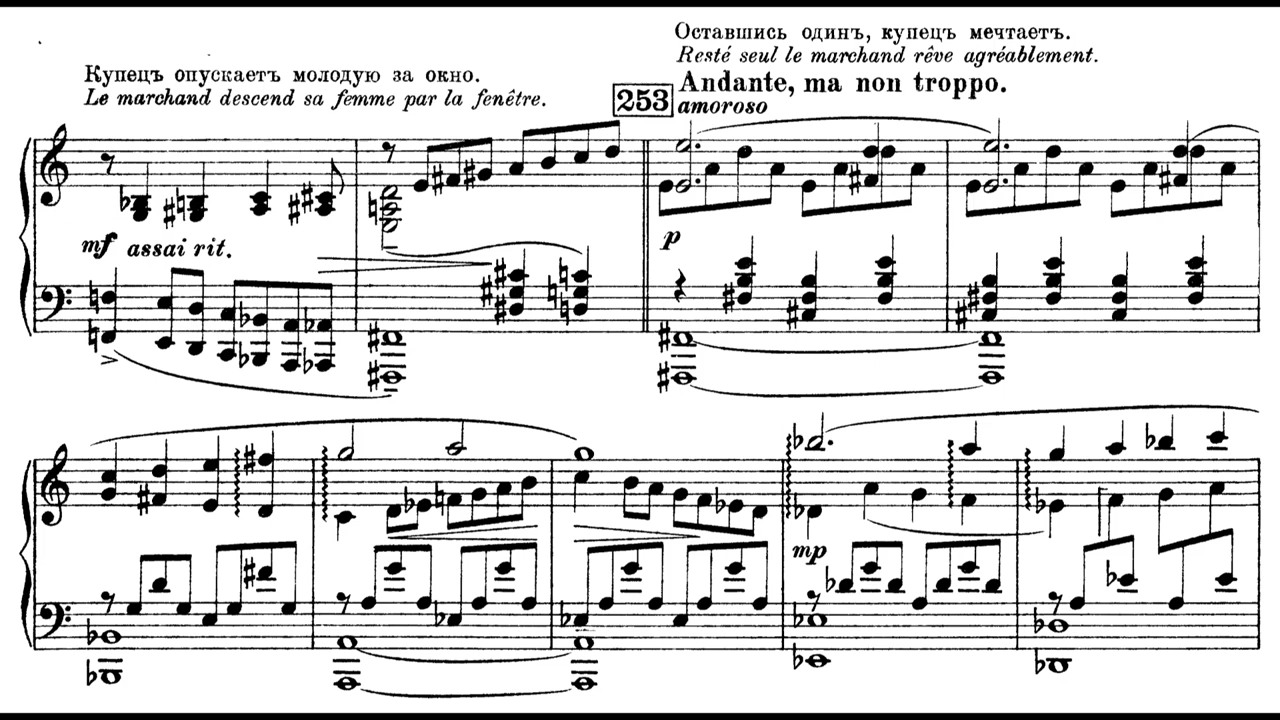 Оставшись одинъ, купецъ мечтаетъ.
Resté seul le marchand rêve agréablement.
Купецъ опускаетъ молодую за окно.
Le marchand descend sa femme par la fenêtre.
253 Andante, ma non troppo.
amoroso
mf assai rit.
p
mp